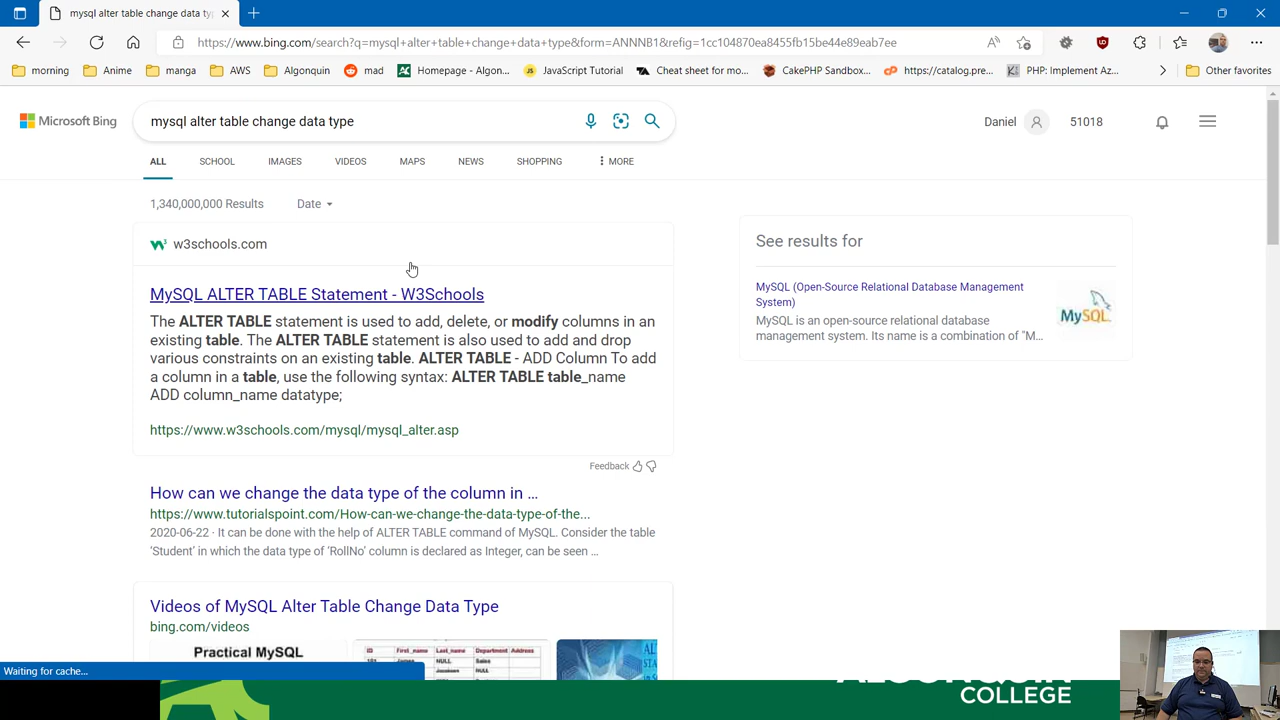 mysql alter table change data ty
https://www.bing.com/search?q=mysql+alter+table+change+data+type&form=ANNNB1&refig=1cc104870ea8455fb15be44e89eab7ee
morning
Anime
manga
AWS
Algonquin
mad
Homepage - Algon...
JavaScript Tutorial
Cheat sheet for mo...
CakePHP Sandbox...
https://catalog.pre...
PHP: Implement Az...
Other favorites
Microsoft Bing
mysql alter table change data type
Daniel
51018
ALL
SCHOOL
IMAGES
VIDEOS
MAPS
NEWS
SHOPPING
MORE
1,340,000,000 Results
Date
w3schools.com
MySQL ALTER TABLE Statement - W3Schools
The ALTER TABLE statement is used to add, delete, or modify columns in an
existing table. The ALTER TABLE statement is also used to add and drop
various constraints on an existing table. ALTER TABLE - ADD Column To add
a column in a table, use the following syntax: ALTER TABLE table_name
ADD column_name datatype;
https://www.w3schools.com/mysql/mysql_alter.asp
Feedback
See results for
MySQL (Open-Source Relational Database Management
System)
MySQL is an open-source relational database
management system. Its name is a combination of "M...
MySQL
How can we change the data type of the column in ...
https://www.tutorialspoint.com/How-can-we-change-the-data-type-of-the...
2020-06-22 · It can be done with the help of ALTER TABLE command of MySQL. Consider the table
'Student' in which the data type of 'RollNo' column is declared as Integer, can be seen ...
Videos of MySQL Alter Table Change Data Type
bing.com/videos
Practical MySQL
ID First_name Last_name Department Address
James NULL Sales
NULL
Waiting for cache...
ALGONQUIN
COLLEGE